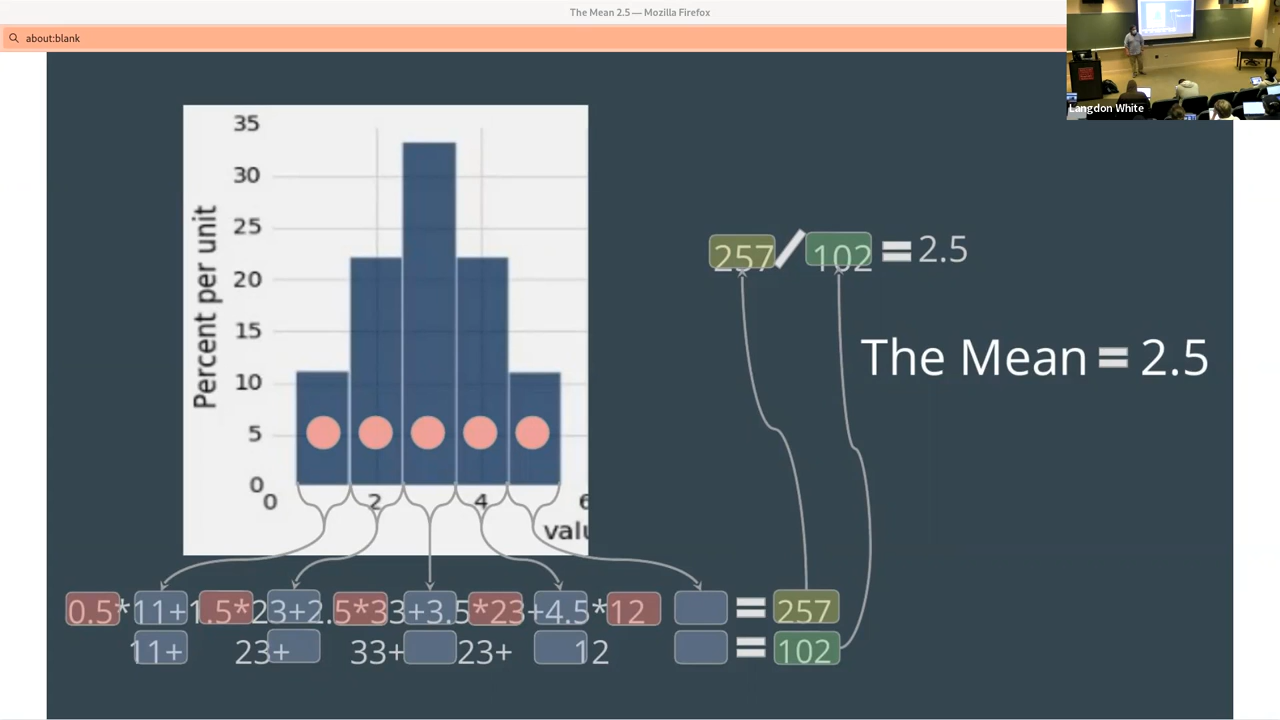 The Mean 2.5 — Mozilla Firefox
about:blank
Langdon White
35
30
25
20
15
10
5
0
Percent per unit
0 2 4 6
valu
257 / 102 = 2.5
The Mean = 2.5
0.5*11+1.5*23+2.5*33+3.5*23+4.5*12 = 257
11+ 23+ 33+ 23+ 12 = 102